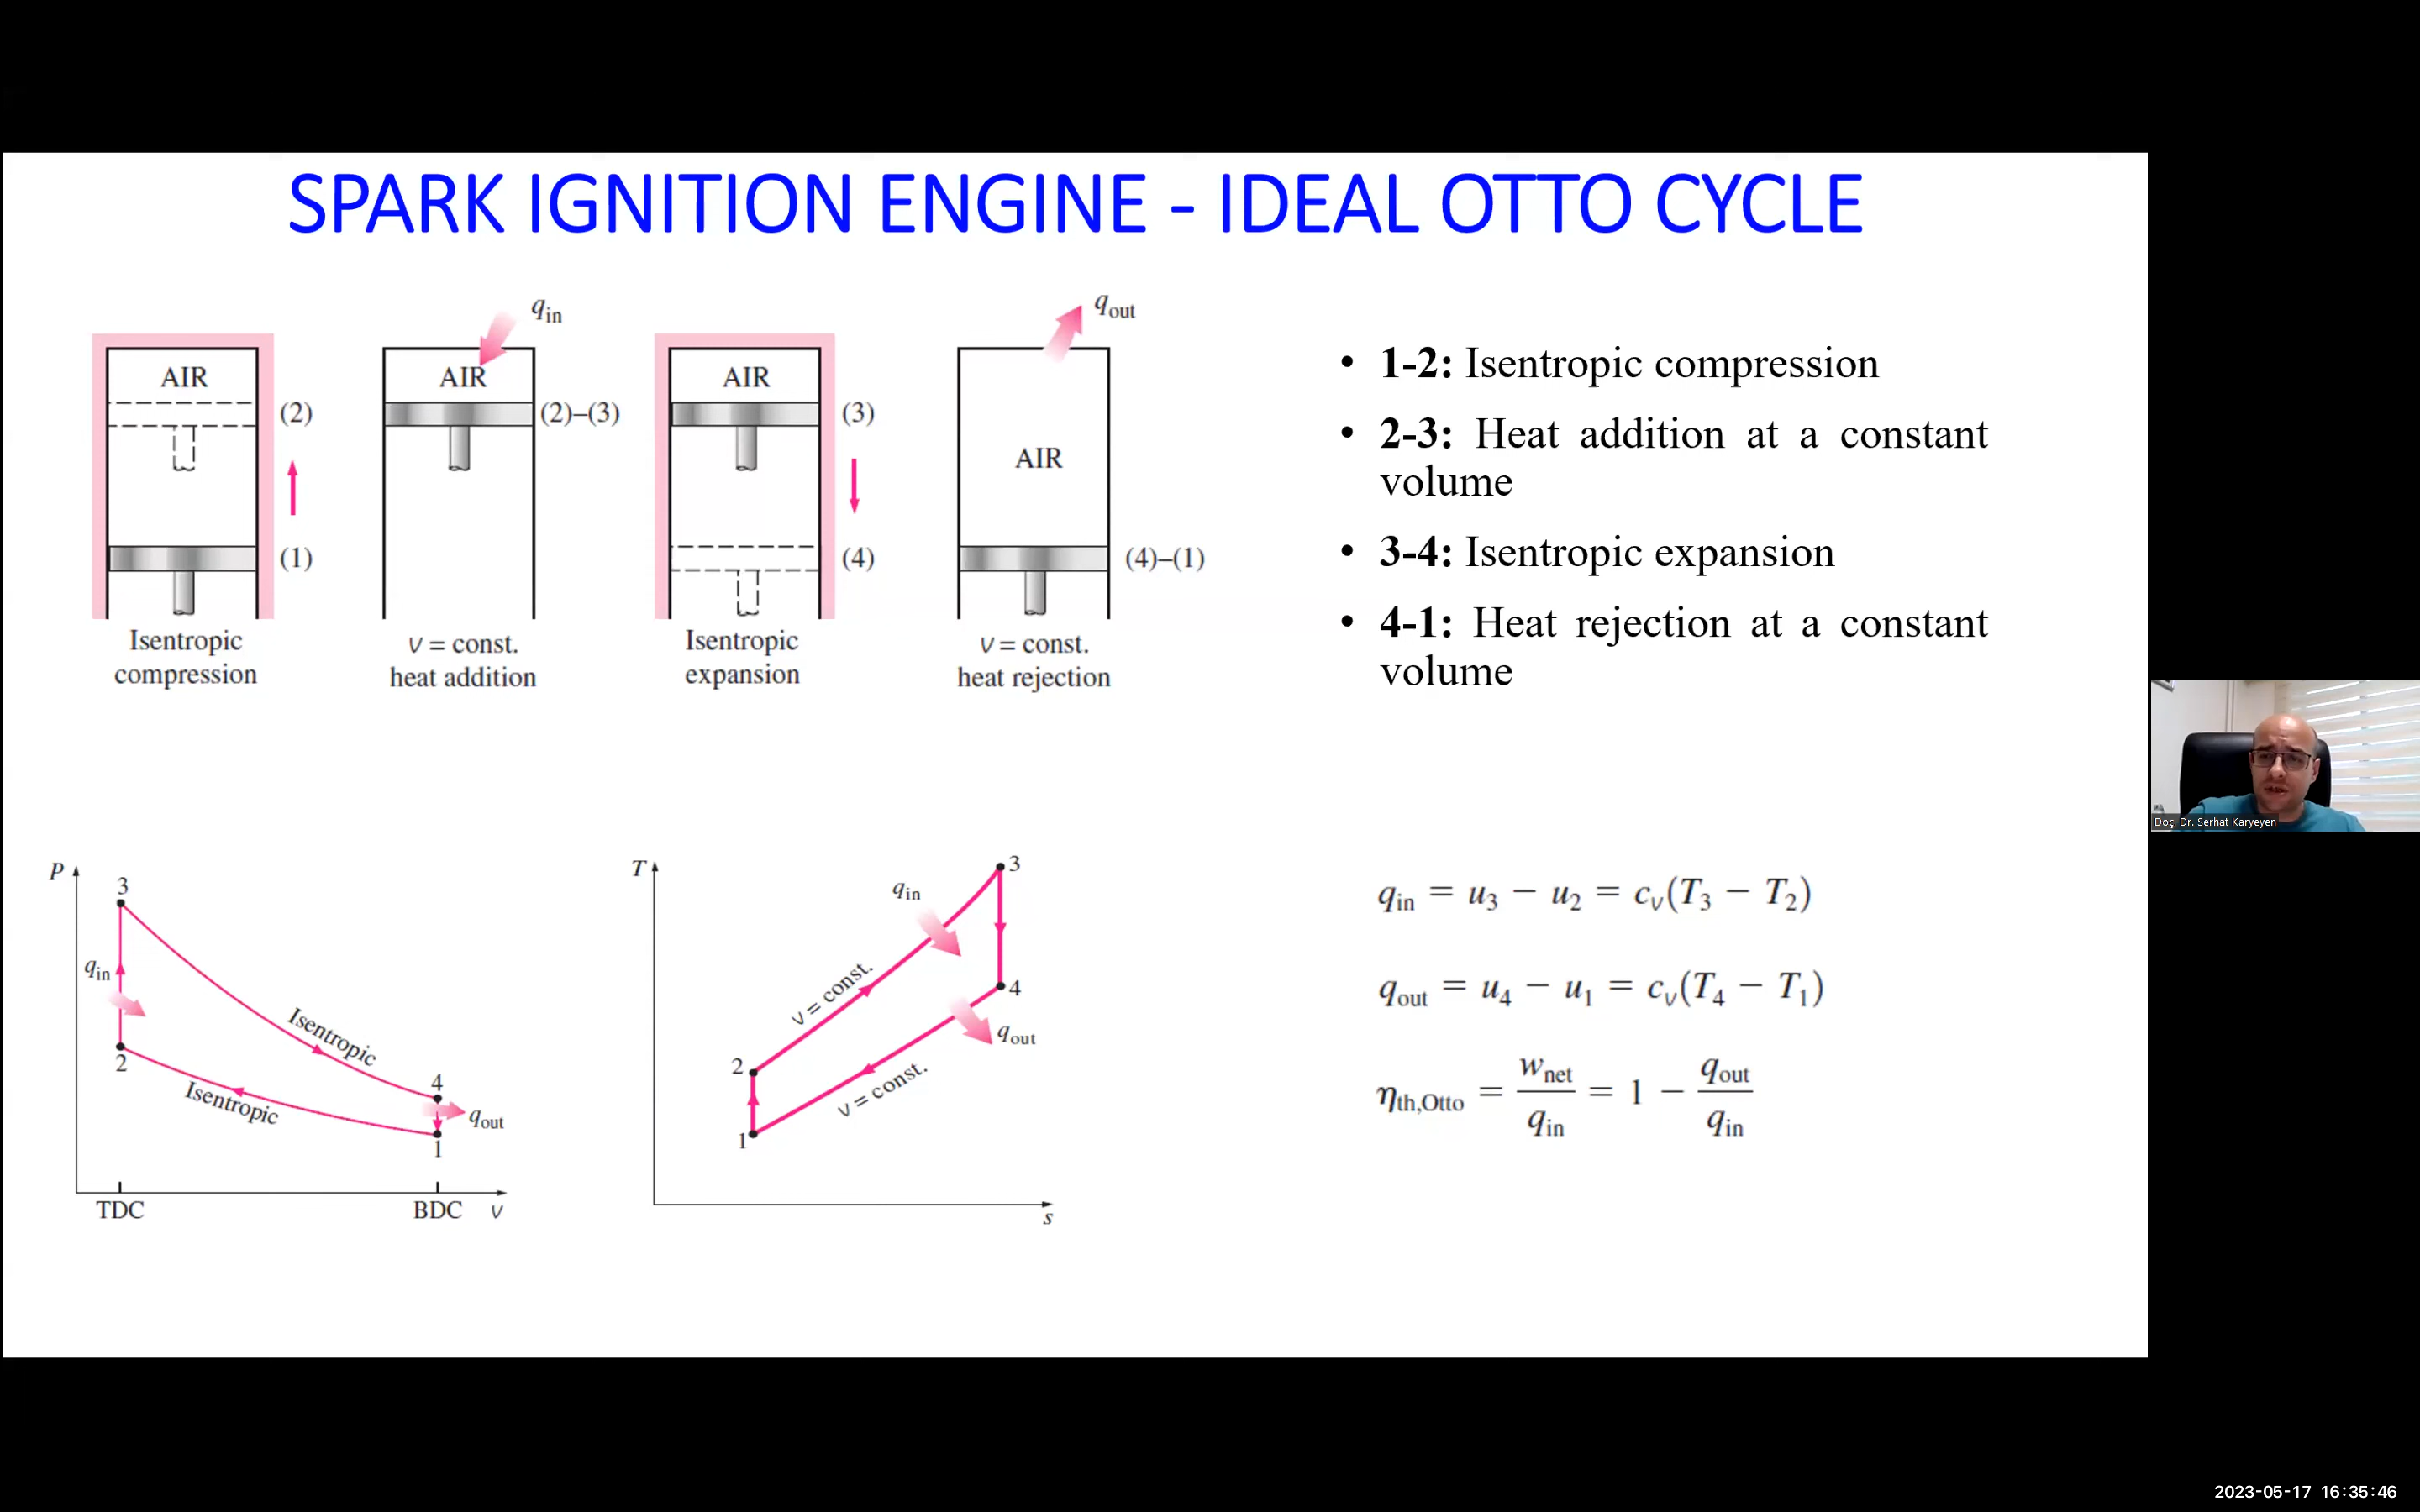 SPARK IGNITION ENGINE - IDEAL OTTO CYCLE
q_in
q_out
AIR
AIR
AIR
AIR
(2)
(2)–(3)
(3)
(1)
(4)
(4)–(1)
Isentropic
compression
v = const.
heat addition
Isentropic
expansion
v = const.
heat rejection
• 1-2: Isentropic compression
• 2-3: Heat addition at a constant
volume
• 3-4: Isentropic expansion
• 4-1: Heat rejection at a constant
volume
Doç. Dr. Serhat Karyeyen
P
3
q_in
Isentropic
2
Isentropic
4
q_out
1
TDC
BDC
v
T
3
q_in
v = const.
4
q_out
2
v = const.
1
s
q_in = u_3 − u_2 = c_v(T_3 − T_2)
q_out = u_4 − u_1 = c_v(T_4 − T_1)
η_th,Otto = w_net / q_in = 1 − q_out / q_in
2023-05-17 16:35:46